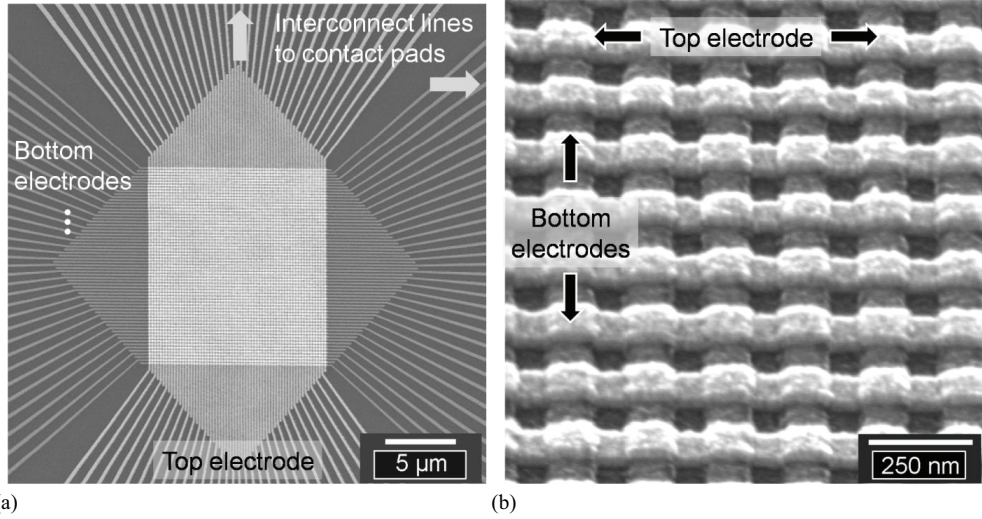 Interconnect lines
to contact pads
Bottom
electrodes
Top electrode
5 µm
Top electrode
Bottom
electrodes
250 nm
(a)
(b)